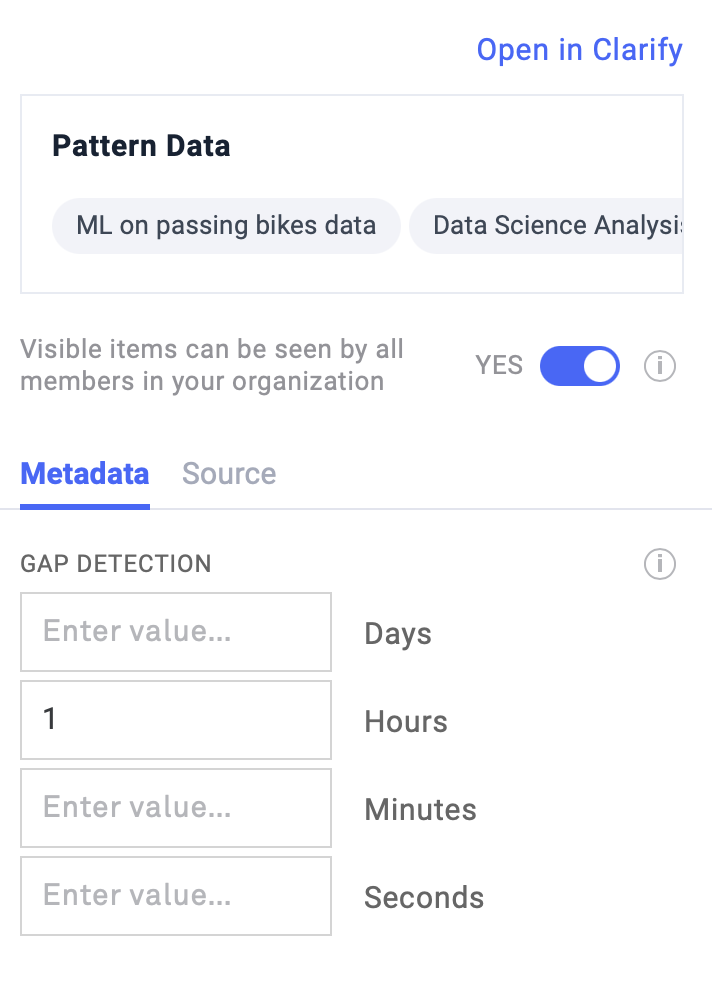 Open in Clarify
Pattern Data
ML on passing bikes data Data Science Analysis
Visible items can be seen by all
members in your organization
YES
Metadata Source
GAP DETECTION
Enter value...
Days
1
Hours
Enter value...
Minutes
Enter value...
Seconds